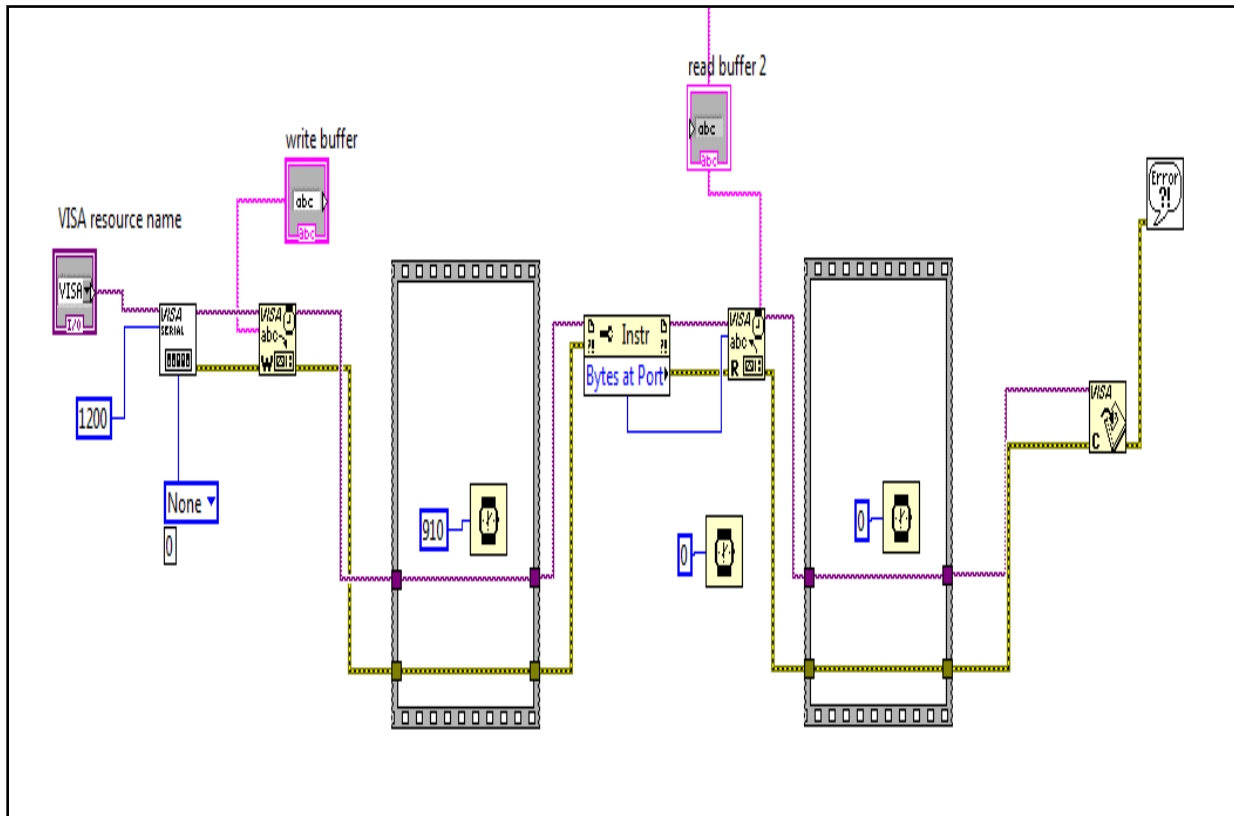 read buffer 2
abc
abc
write buffer
abc
abc
Error
?!
VISA resource name
VISA
I/O
VISA
SERIAL
VISA
abc
W
Instr
?!
?!
Bytes at Port
VISA
abc
R
1200
VISA
C
None
0
910
0
0